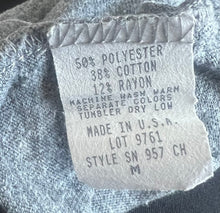 50% POLYESTER
38% COTTON
12% RAYON
MACHINE WASH WARM
SEPARATE COLORS
TUMBLER DRY LOW
MADE IN U.S.A.
LOT 9761
STYLE SN 957 CH
M